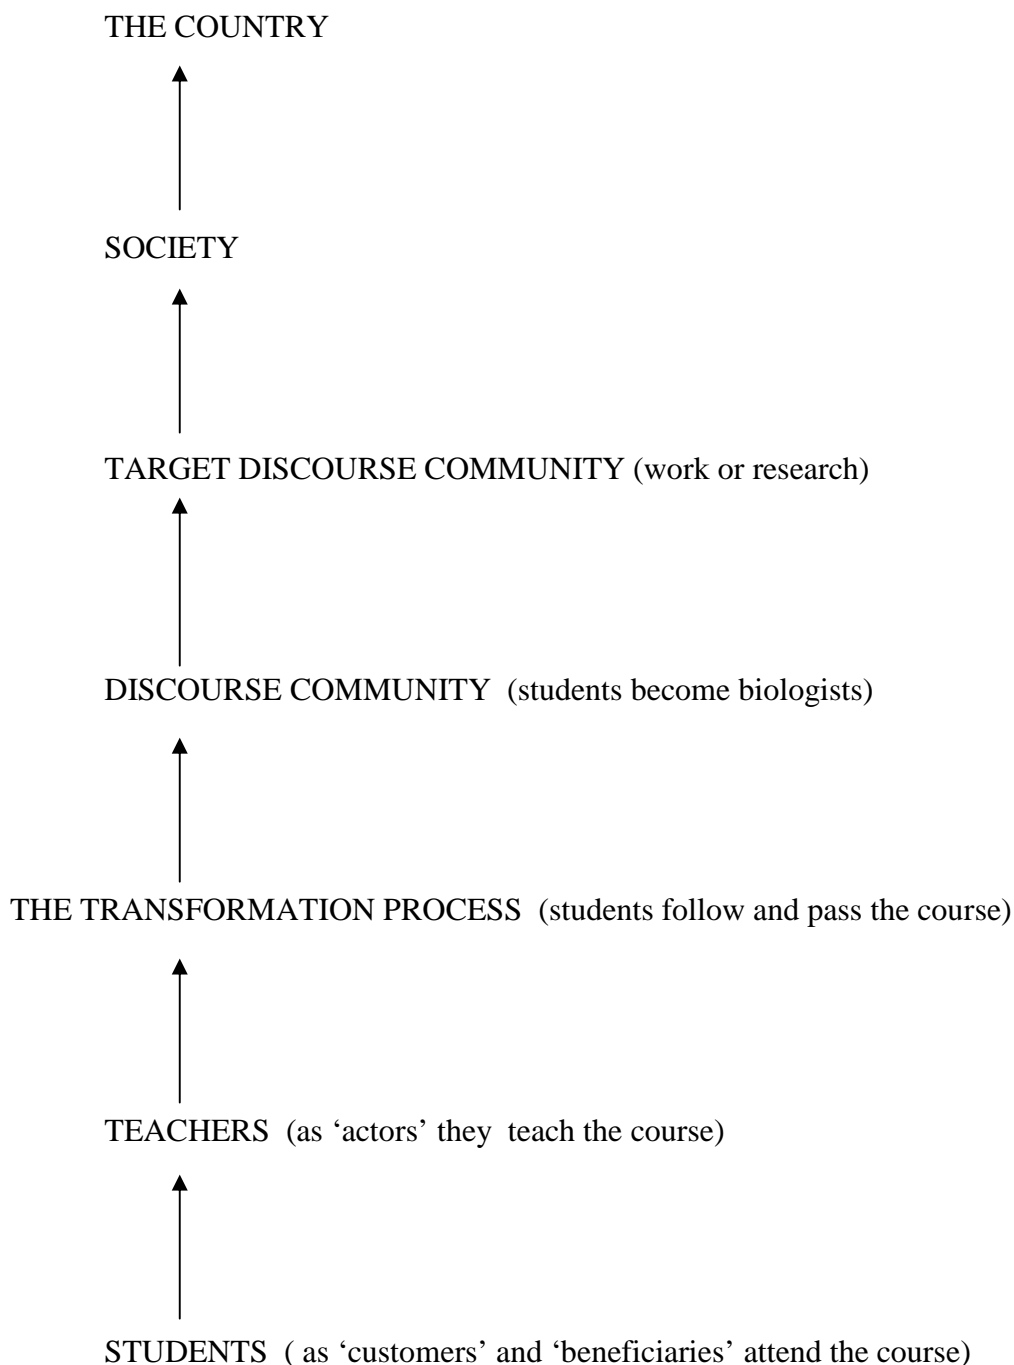 THE COUNTRY
SOCIETY
TARGET DISCOURSE COMMUNITY (work or research)
DISCOURSE COMMUNITY (students become biologists)
THE TRANSFORMATION PROCESS (students follow and pass the course)
TEACHERS (as ‘actors’ they teach the course)
STUDENTS ( as ‘customers’ and ‘beneficiaries’ attend the course)